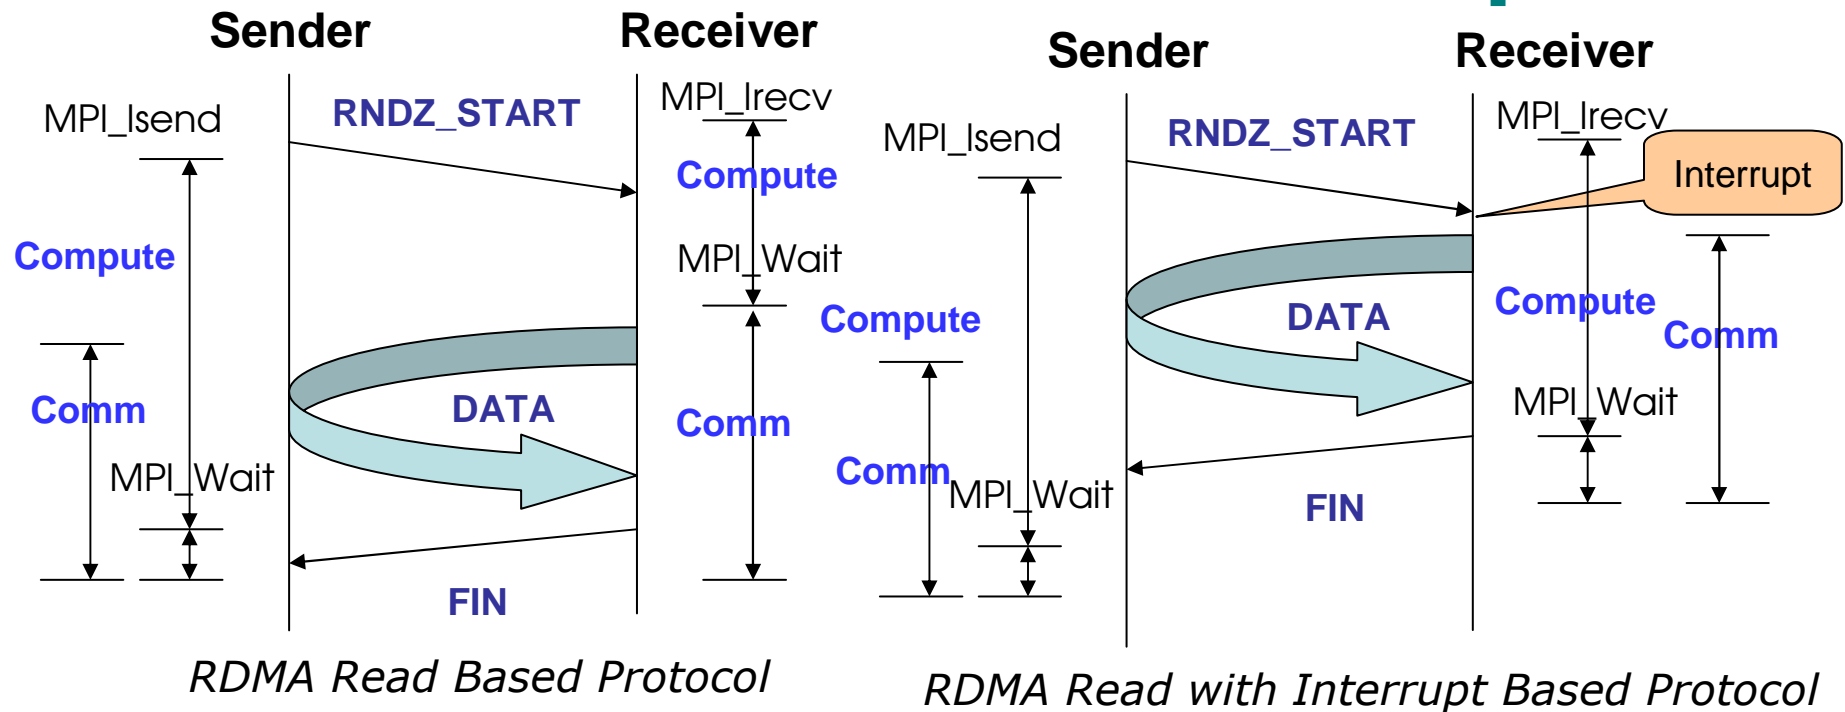 Sender
Receiver
MPI_Isend
RNDZ_START
MPI_Irecv
Compute
Compute
MPI_Wait
Comm
DATA
Comm
MPI_Wait
FIN
RDMA Read Based Protocol
Sender
Receiver
MPI_Isend
RNDZ_START
MPI_Irecv
Interrupt
Compute
DATA
Compute
Comm
MPI_Wait
Comm
MPI_Wait
FIN
RDMA Read with Interrupt Based Protocol